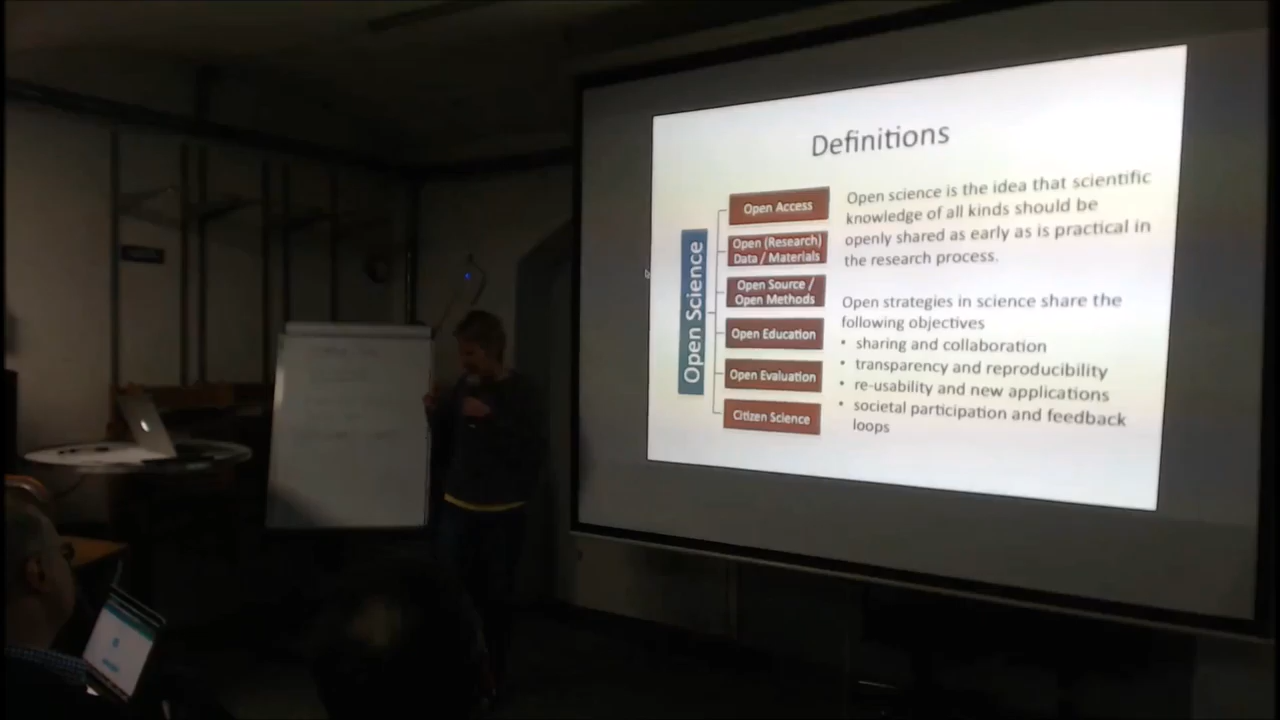 Definitions
Open Science
Open Access
Open (Research)
Data / Materials
Open Source /
Open Methods
Open Education
Open Evaluation
Citizen Science
Open science is the idea that scientific
knowledge of all kinds should be
openly shared as early as is practical in
the research process.
Open strategies in science share the
following objectives
• sharing and collaboration
• transparency and reproducibility
• re-usability and new applications
• societal participation and feedback
loops